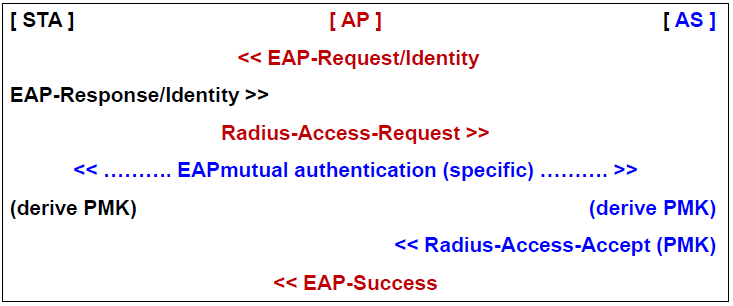 [ STA ] [ AP ] [ AS ]
<< EAP-Request/Identity
EAP-Response/Identity >>
Radius-Access-Request >>
<< .......... EAPmutual authentication (specific) .......... >>
(derive PMK) (derive PMK)
<< Radius-Access-Accept (PMK)
<< EAP-Success